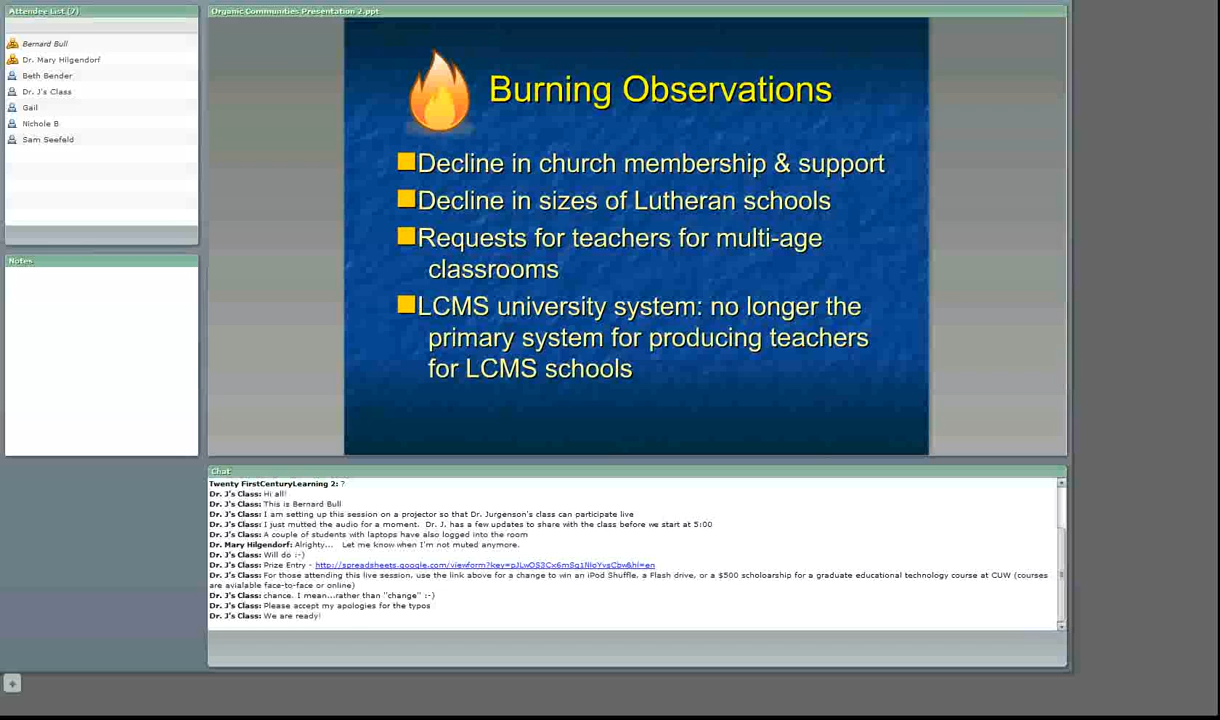 Attendee List (7)
Bernard Bull
Dr. Mary Hilgendorf
Beth Bender
Dr. J's Class
Gail
Nichole B
Sam Seefeld
Notes
Organic Communities Presentation 2.ppt
Burning Observations
Decline in church membership & support
Decline in sizes of Lutheran schools
Requests for teachers for multi-age
classrooms
LCMS university system: no longer the
primary system for producing teachers
for LCMS schools
Chat
Twenty FirstCenturyLearning 2: ?
Dr. J's Class: Hi all!
Dr. J's Class: This is Bernard Bull
Dr. J's Class: I am setting up this session on a projector so that Dr. Jurgenson's class can participate live
Dr. J's Class: I just mutted the audio for a moment. Dr. J. has a few updates to share with the class before we start at 5:00
Dr. J's Class: A couple of students with laptops have also logged into the room
Dr. Mary Hilgendorf: Alrighty... Let me know when I'm not muted anymore.
Dr. J's Class: Will do :-)
Dr. J's Class: Prize Entry -
Dr. J's Class: For those attending this live session, use the link above for a change to win an iPod Shuffle, a Flash drive, or a $500 scholoarship for a graduate educational technology course at CUW (courses
are avialable face-to-face or online)
Dr. J's Class: chance. I mean...rather than "change" :-)
Dr. J's Class: Please accept my apologies for the typos
Dr. J's Class: We are ready!